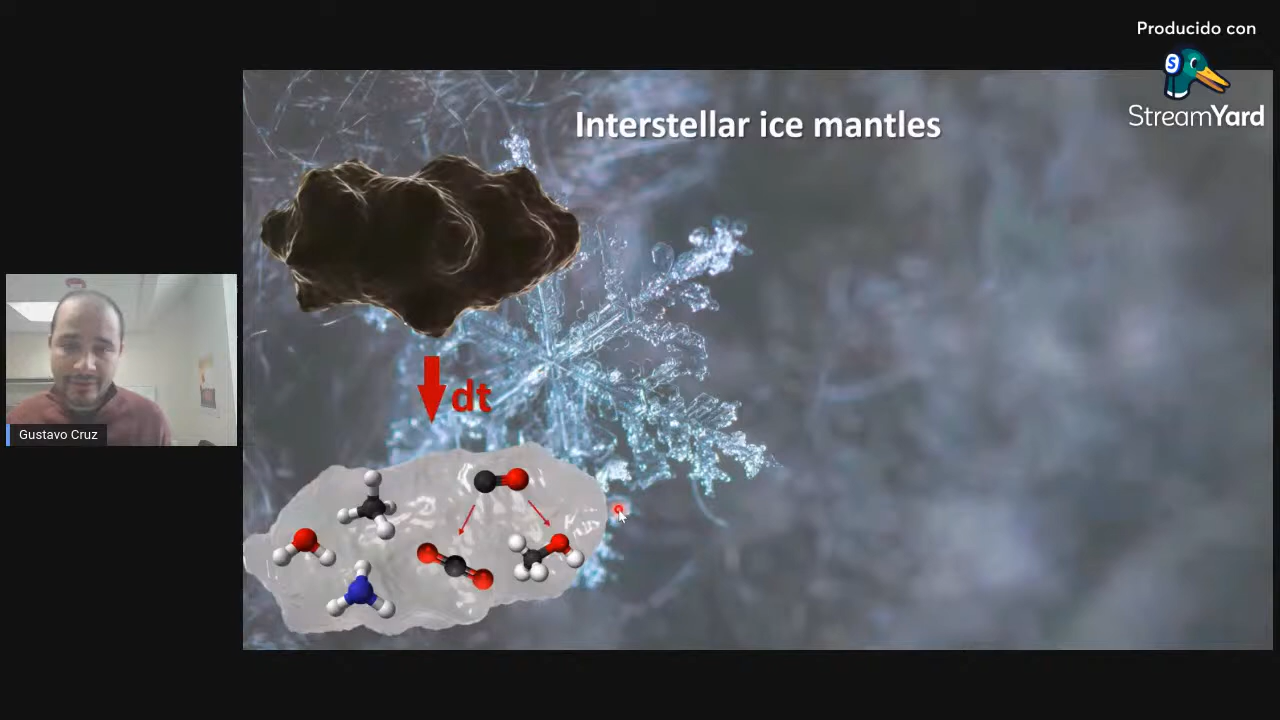 Producido con
S
StreamYard
Interstellar ice mantles
dt
Gustavo Cruz